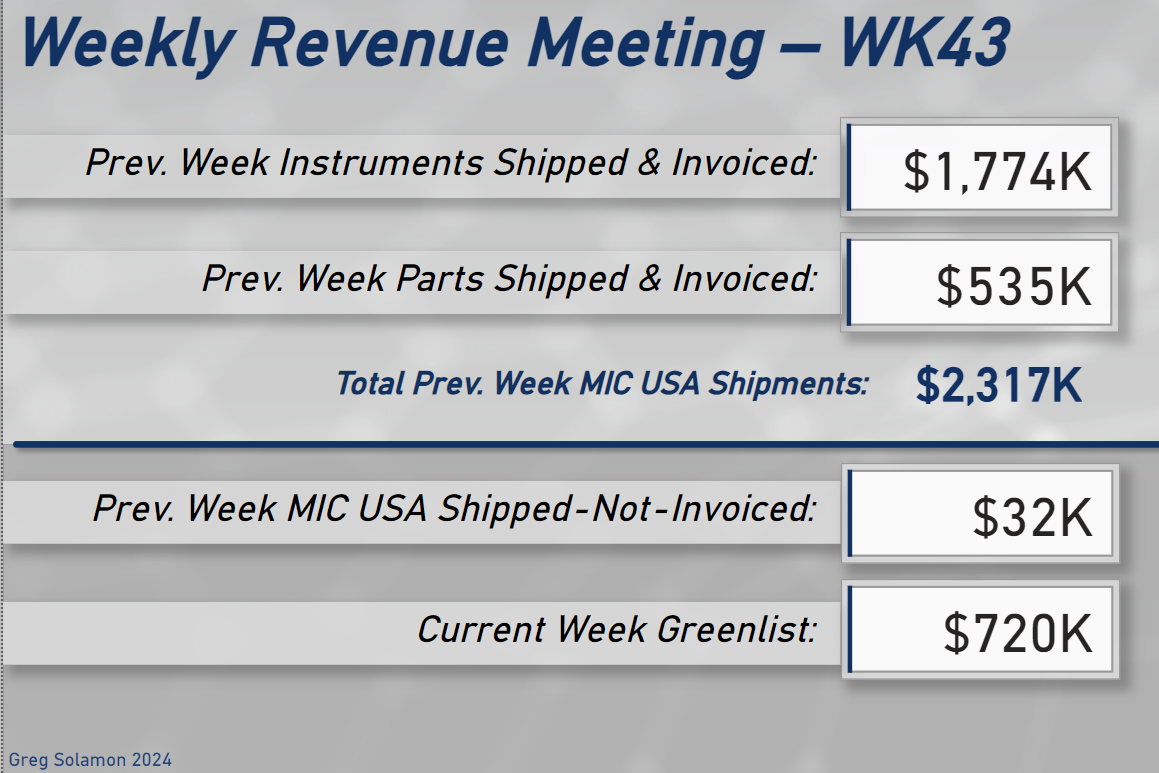 Weekly Revenue Meeting – WK43
Prev. Week Instruments Shipped & Invoiced: $1,774K
Prev. Week Parts Shipped & Invoiced: $535K
Total Prev. Week MIC USA Shipments: $2,317K
Prev. Week MIC USA Shipped-Not-Invoiced: $32K
Current Week Greenlist: $720K
Greg Solamon 2024